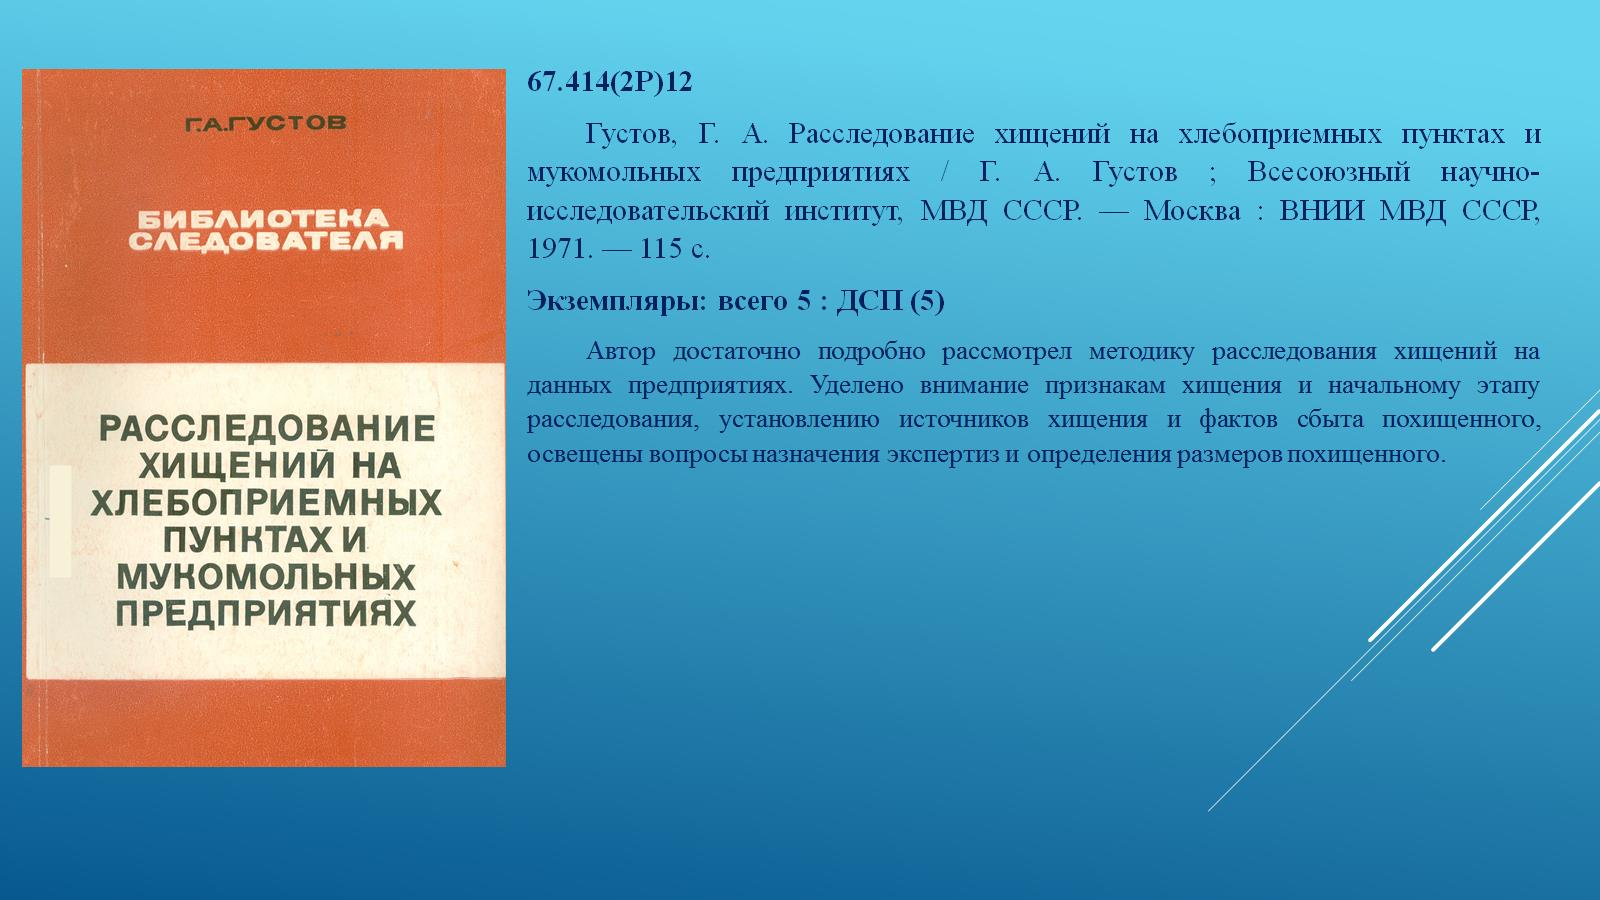 Г.А.ГУСТОВ
БИБЛИОТЕКА
СЛЕДОВАТЕЛЯ
РАССЛЕДОВАНИЕ
ХИЩЕНИЙ НА
ХЛЕБОПРИЕМНЫХ
ПУНКТАХ И
МУКОМОЛЬНЫХ
ПРЕДПРИЯТИЯХ
67.414(2Р)12
Густов, Г. А. Расследование хищений на хлебоприемных пунктах и
мукомольных предприятиях / Г. А. Густов ; Всесоюзный научно-
исследовательский институт, МВД СССР. — Москва : ВНИИ МВД СССР,
1971. — 115 с.
Экземпляры: всего 5 : ДСП (5)
Автор достаточно подробно рассмотрел методику расследования хищений на
данных предприятиях. Уделено внимание признакам хищения и начальному этапу
расследования, установлению источников хищения и фактов сбыта похищенного,
освещены вопросы назначения экспертиз и определения размеров похищенного.